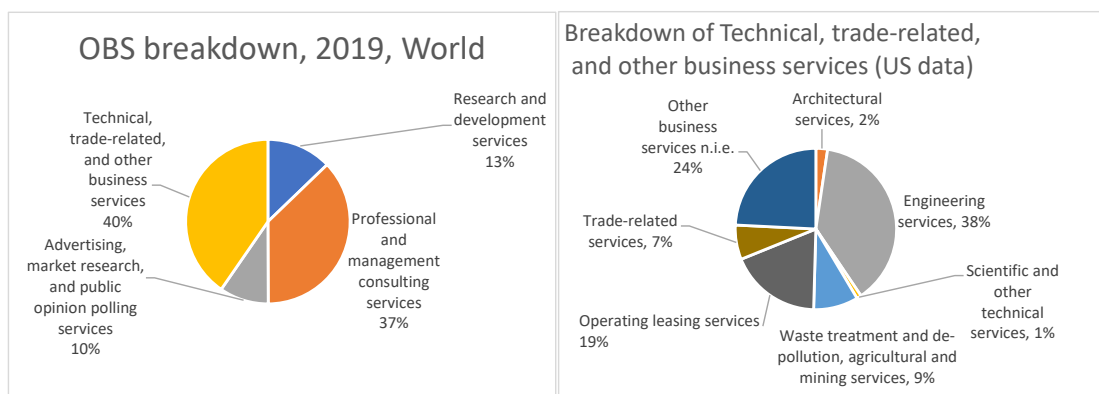 OBS breakdown, 2019, World
Research and
development
services
13%
Professional
and
management
consulting
services
37%
Advertising,
market research,
and public
opinion polling
services
10%
Technical,
trade-related,
and other
business
services
40%
Breakdown of Technical, trade-related,
and other business services (US data)
Architectural
services, 2%
Engineering
services, 38%
Scientific and
other
technical
services, 1%
Waste treatment and de-
pollution, agricultural and
mining services, 9%
Operating leasing services
19%
Trade-related
services, 7%
Other
business
services n.i.e.
24%